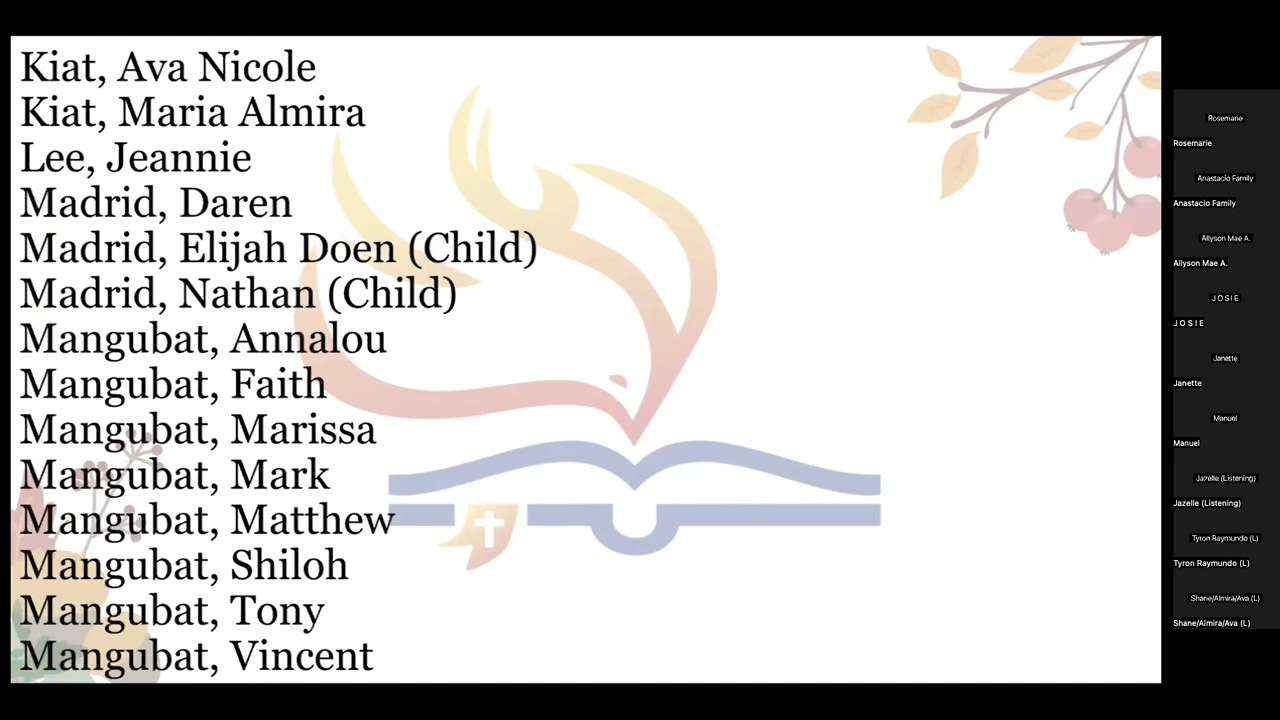 Kiat, Ava Nicole
Kiat, Maria Almira
Lee, Jeannie
Madrid, Daren
Madrid, Elijah Doen (Child)
Madrid, Nathan (Child)
Mangubat, Annalou
Mangubat, Faith
Mangubat, Marissa
Mangubat, Mark
Mangubat, Matthew
Mangubat, Shiloh
Mangubat, Tony
Mangubat, Vincent
Rosemarie
Rosemarie
Anastacio Family
Anastacio Family
Allyson Mae A.
Allyson Mae A.
J O S I E
J O S I E
Janette
Janette
Manuel
Manuel
Jazelle (Listening)
Jazelle (Listening)
Tyron Raymundo (L)
Tyron Raymundo (L)
Shane/Almira/Ava (L)
Shane/Almira/Ava (L)